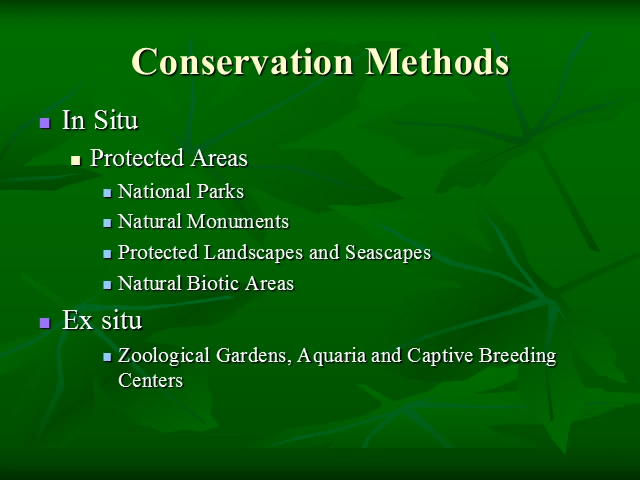 Conservation Methods
In Situ
Protected Areas
National Parks
Natural Monuments
Protected Landscapes and Seascapes
Natural Biotic Areas
Ex situ
Zoological Gardens, Aquaria and Captive Breeding
Centers